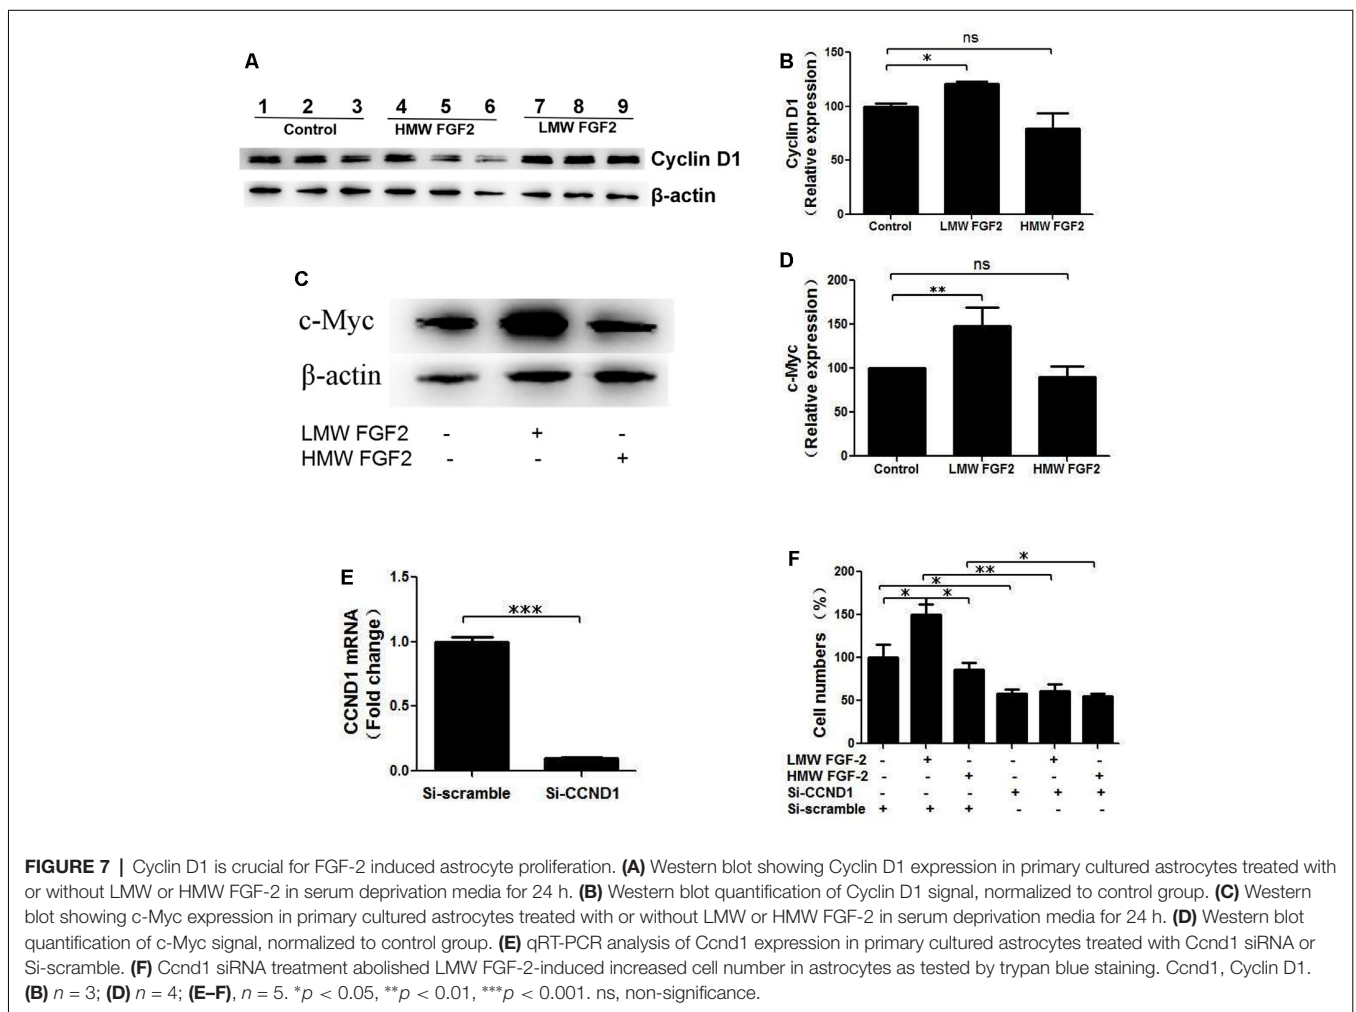 A
1 2 3 4 5 6 7 8 9
Control HMW FGF2 LMW FGF2
Cyclin D1
β-actin
B
Cyclin D1
(Relative expression)
150
100
50
0
ns
*
Control LMW FGF2 HMW FGF2
C
c-Myc
β-actin
LMW FGF2 - + -
HMW FGF2 - - +
D
c-Myc
(Relative expression)
200
150
100
50
0
ns
**
Control LMW FGF2 HMW FGF2
E
CCND1 mRNA
(Fold change)
1.5
1.0
0.5
0.0
***
Si-scramble Si-CCND1
F
Cell numbers (%)
200
150
100
50
0
*
**
*
* *
LMW FGF-2 - + - - + -
HMW FGF-2 - - + - - +
Si-CCND1 - - - + + +
Si-scramble + + + - - -
FIGURE 7 | Cyclin D1 is crucial for FGF-2 induced astrocyte proliferation. (A) Western blot showing Cyclin D1 expression in primary cultured astrocytes treated with
or without LMW or HMW FGF-2 in serum deprivation media for 24 h. (B) Western blot quantification of Cyclin D1 signal, normalized to control group. (C) Western
blot showing c-Myc expression in primary cultured astrocytes treated with or without LMW or HMW FGF-2 in serum deprivation media for 24 h. (D) Western blot
quantification of c-Myc signal, normalized to control group. (E) qRT-PCR analysis of Ccnd1 expression in primary cultured astrocytes treated with Ccnd1 siRNA or
Si-scramble. (F) Ccnd1 siRNA treatment abolished LMW FGF-2-induced increased cell number in astrocytes as tested by trypan blue staining. Ccnd1, Cyclin D1.
(B) n = 3; (D) n = 4; (E–F), n = 5. *p < 0.05, **p < 0.01, ***p < 0.001. ns, non-significance.